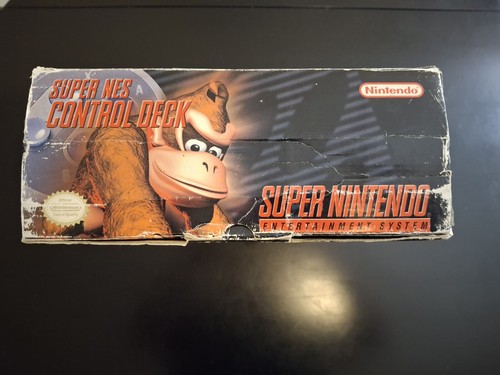 SUPER NES
CONTROL DECK
Nintendo
SUPER NINTENDO
ENTERTAINMENT SYSTEM